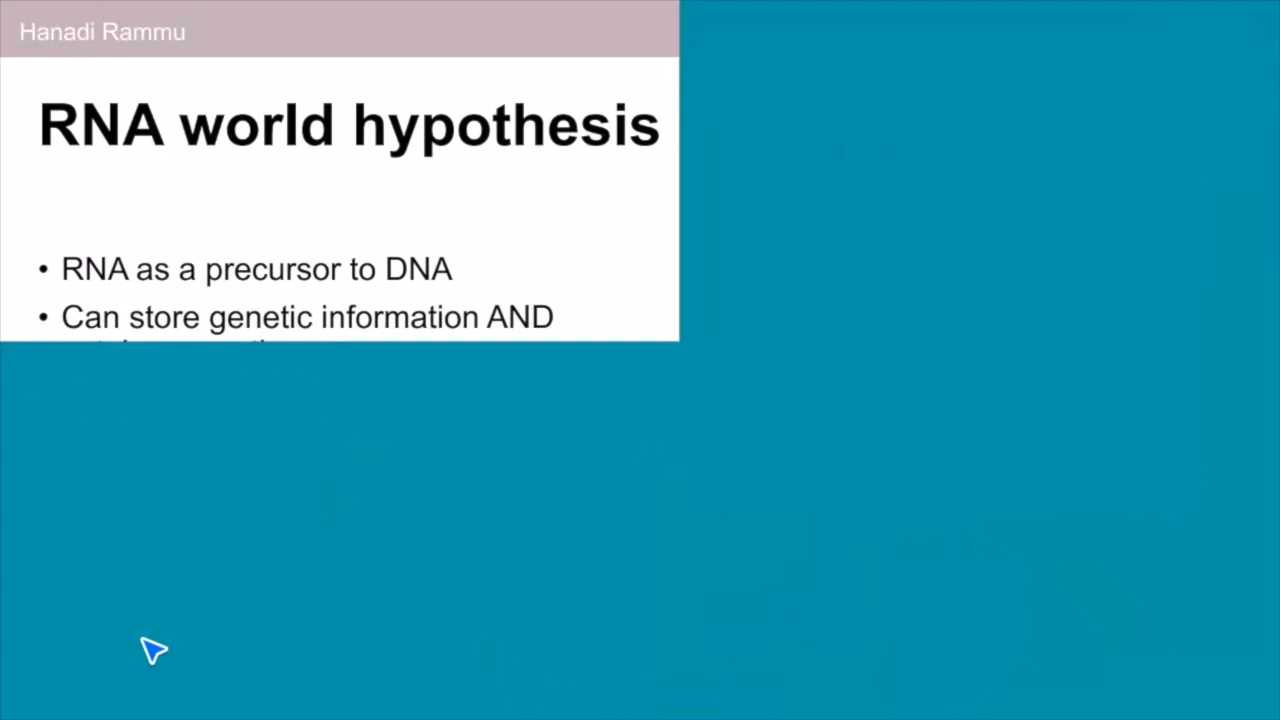 Hanadi Rammu
RNA world hypothesis
• RNA as a precursor to DNA
• Can store genetic information AND